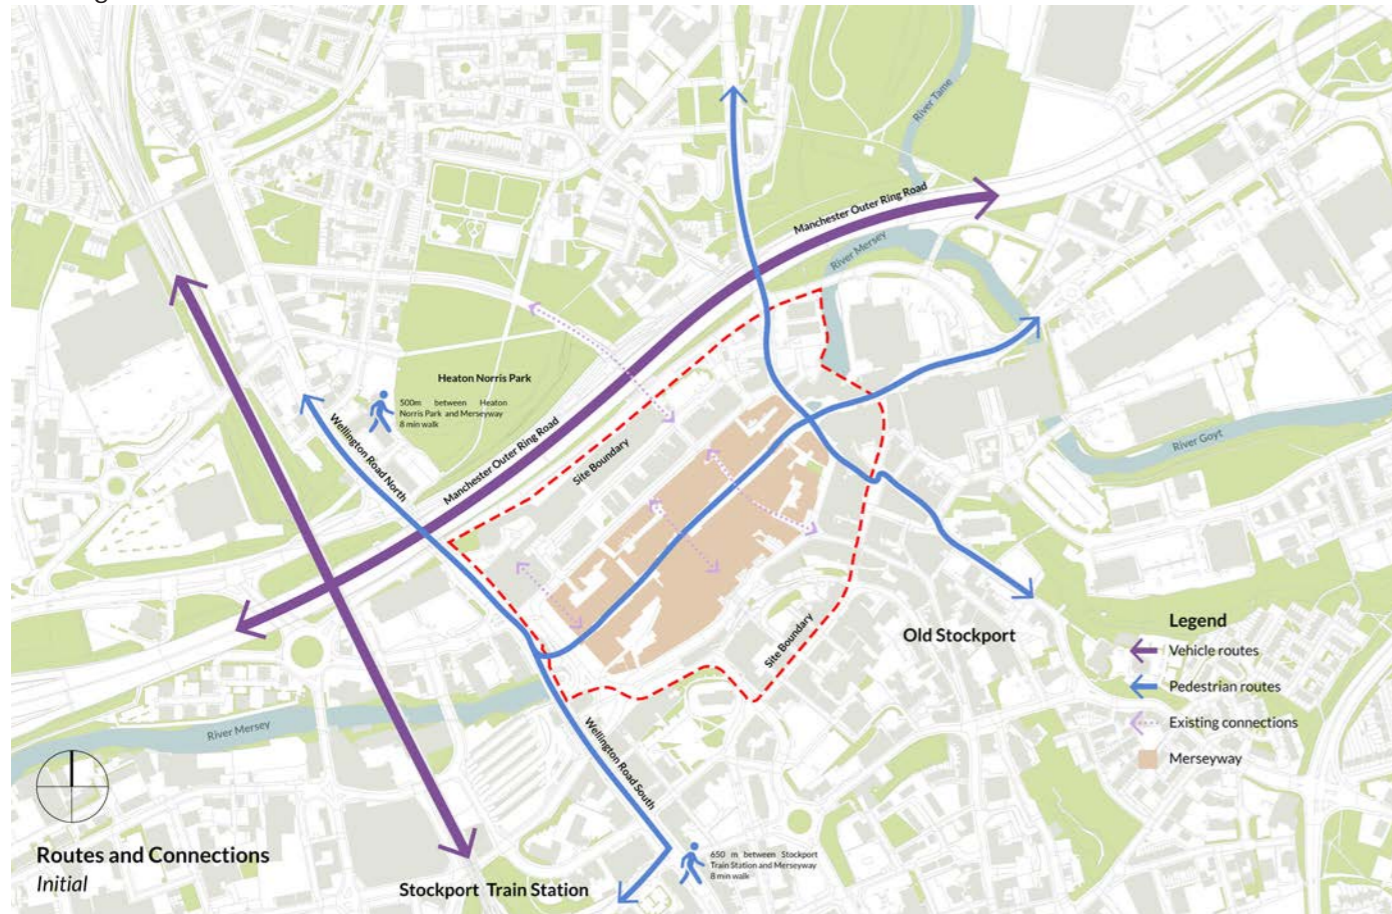 River Tame
Manchester Outer Ring Road
River Mersey
Heaton Norris Park
500m between Heaton
Norris Park and Merseyway
8 min walk
Wellington Road North
Manchester Outer Ring Road
Site Boundary
River Goyt
Site Boundary
Old Stockport
Legend
Vehicle routes
Pedestrian routes
Existing connections
Merseyway
River Mersey
Wellington Road South
650 m between Stockport
Train Station and Merseyway
8 min walk
Routes and Connections
Initial
Stockport Train Station